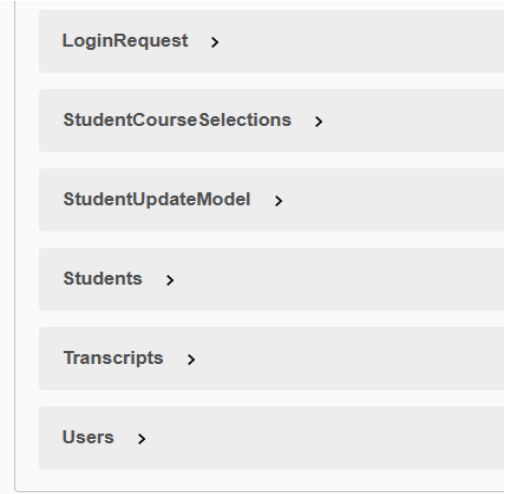 LoginRequest
StudentCourseSelections
StudentUpdateModel
Students
Transcripts
Users